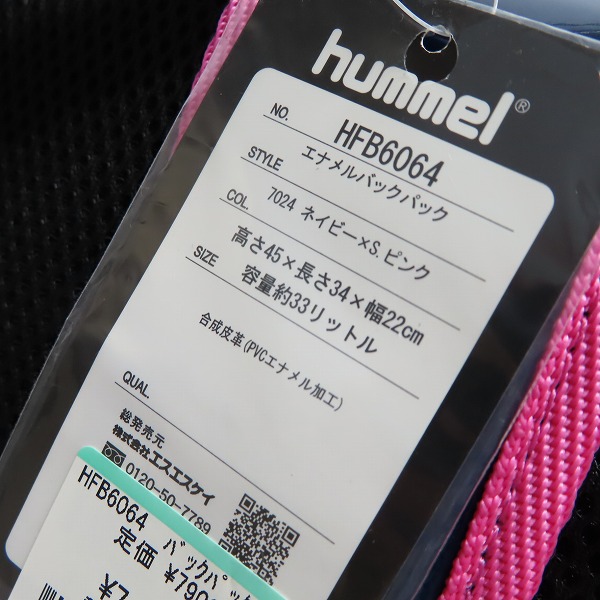 hummel®
NO. HFB6064
STYLE エナメルバックパック
COL. 7024 ネイビー×S.ピンク
SIZE 高さ45×長さ34×幅22cm
容量約33リットル
合成皮革(PVCエナメル加工)
QUAL.
総発売元
株式会社エスエスケイ
0120-50-7789
HFB6064 バックパック
定価